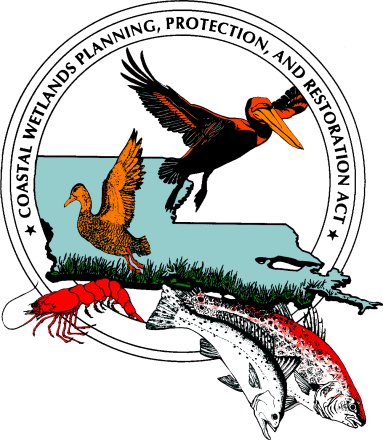 ★ COASTAL WETLANDS PLANNING, PROTECTION, AND RESTORATION ACT ★